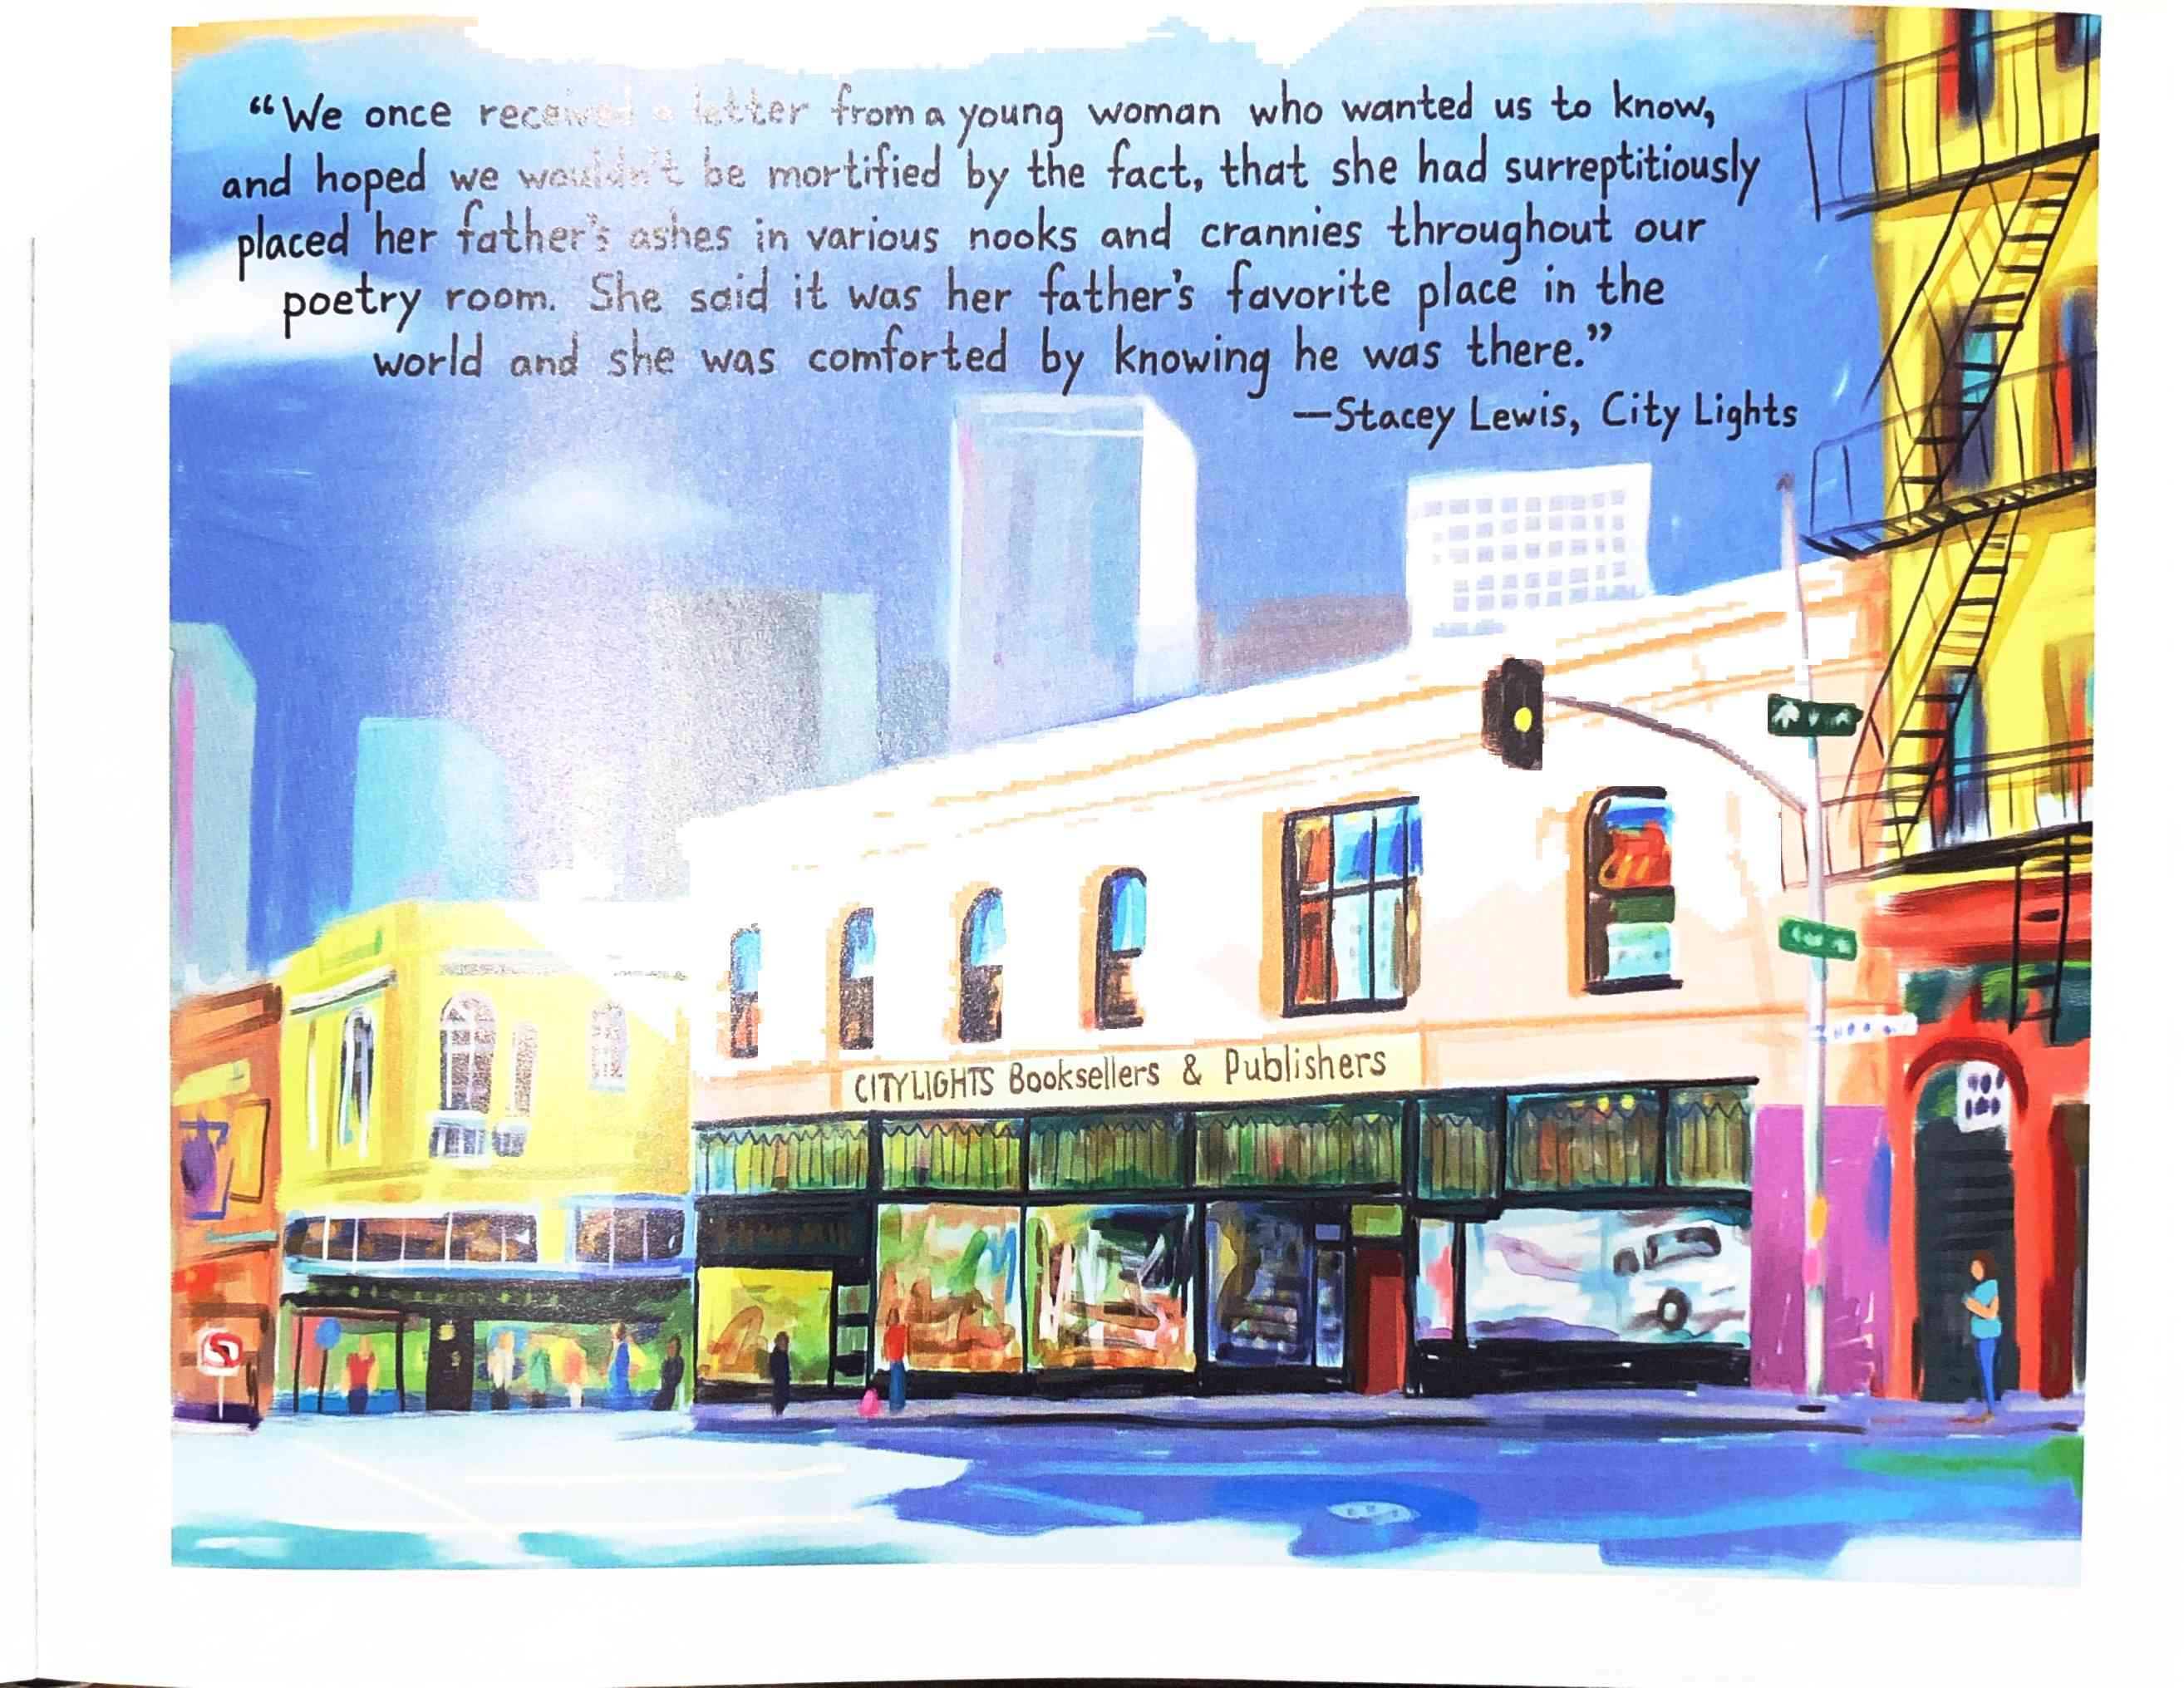 “We once received a letter from a young woman who wanted us to know,
and hoped we wouldn't be mortified by the fact, that she had surreptitiously
placed her father's ashes in various nooks and crannies throughout our
poetry room. She said it was her father's favorite place in the
world and she was comforted by knowing he was there.”
—Stacey Lewis, City Lights
CITYLIGHTS Booksellers & Publishers